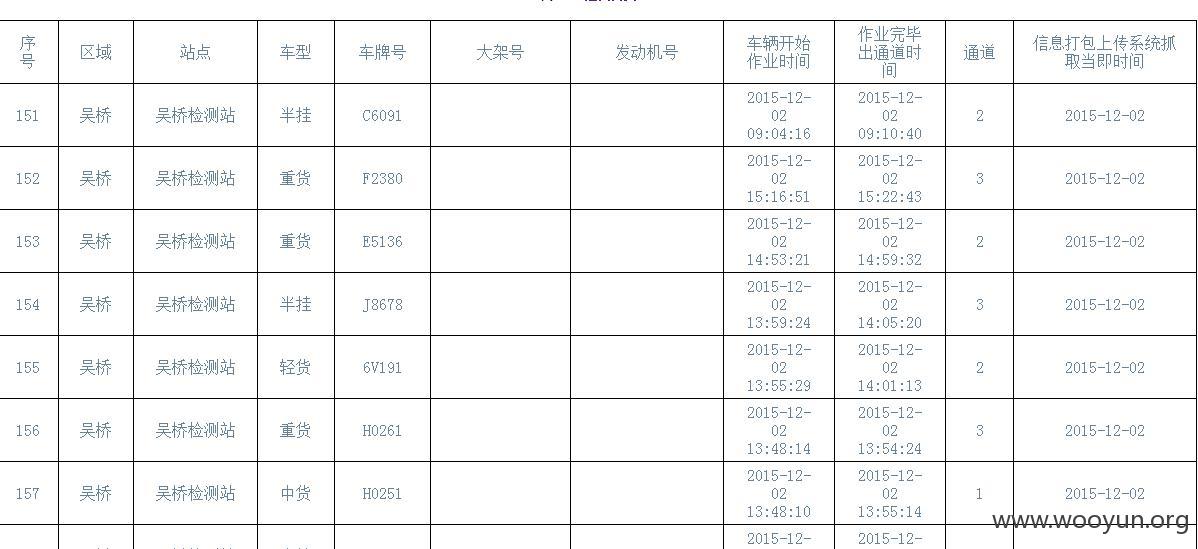 序号 区域 站点 车型 车牌号 大架号 发动机号 车辆开始作业时间 作业完毕出通道时间 通道 信息打包上传系统抓取当即时间
151 吴桥 吴桥检测站 半挂 C6091 2015-12-02 09:04:16 2015-12-02 09:10:40 2 2015-12-02
152 吴桥 吴桥检测站 重货 F2380 2015-12-02 15:16:51 2015-12-02 15:22:43 3 2015-12-02
153 吴桥 吴桥检测站 重货 E5136 2015-12-02 14:53:21 2015-12-02 14:59:32 2 2015-12-02
154 吴桥 吴桥检测站 半挂 J8678 2015-12-02 13:59:24 2015-12-02 14:05:20 3 2015-12-02
155 吴桥 吴桥检测站 轻货 6V191 2015-12-02 13:55:29 2015-12-02 14:01:13 2 2015-12-02
156 吴桥 吴桥检测站 重货 H0261 2015-12-02 13:48:14 2015-12-02 13:54:24 3 2015-12-02
157 吴桥 吴桥检测站 中货 H0251 2015-12-02 13:48:10 2015-12-02 13:55:14 1 2015-12-02
2015-12- 2015-12-
www.wooyun.org